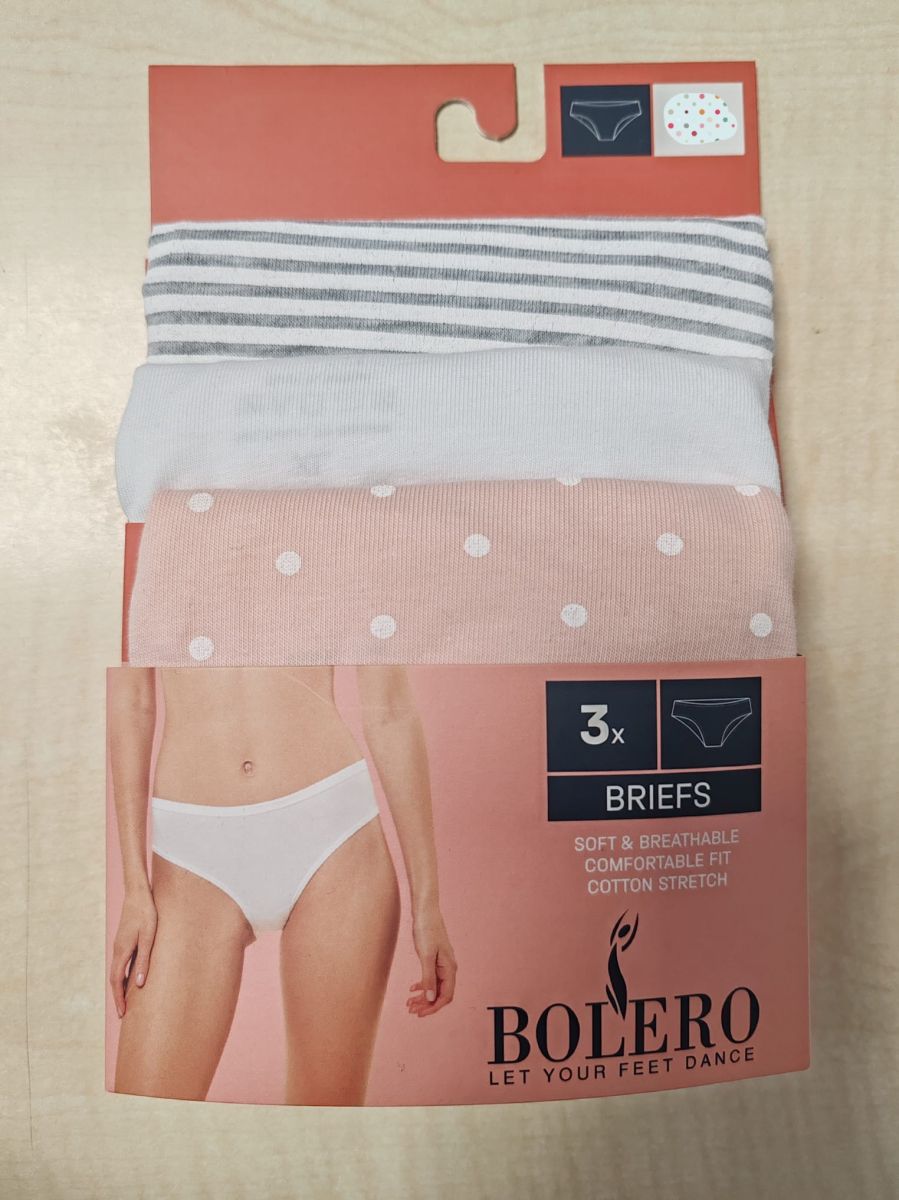 3x
BRIEFS
SOFT & BREATHABLE
COMFORTABLE FIT
COTTON STRETCH
BOLERO
LET YOUR FEET DANCE